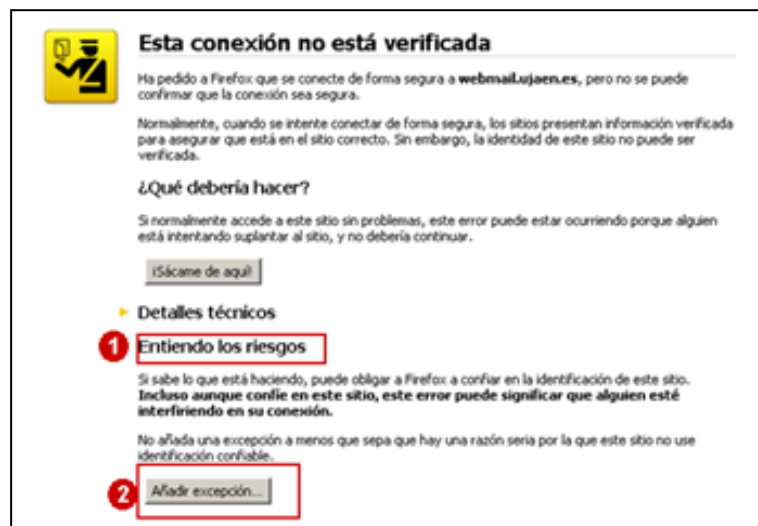 Esta conexión no está verificada
Ha pedido a Firefox que se conecte de forma segura a webmail.ujaen.es, pero no se puede
confirmar que la conexión sea segura.
Normalmente, cuando se intente conectar de forma segura, los sitios presentan información verificada
para asegurar que está en el sitio correcto. Sin embargo, la identidad de este sitio no puede ser
verificada.
¿Qué debería hacer?
Si normalmente accede a este sitio sin problemas, este error puede estar ocurriendo porque alguien
está intentando suplantar al sitio, y no debería continuar.
¡Sácame de aquí!
Detalles técnicos
1 Entiendo los riesgos
Si sabe lo que está haciendo, puede obligar a Firefox a confiar en la identificación de este sitio.
Incluso aunque confíe en este sitio, este error puede significar que alguien esté
interfiriendo en su conexión.
No añada una excepción a menos que sepa que hay una razón seria por la que este sitio no use
identificación confiable.
2 Añadir excepción...